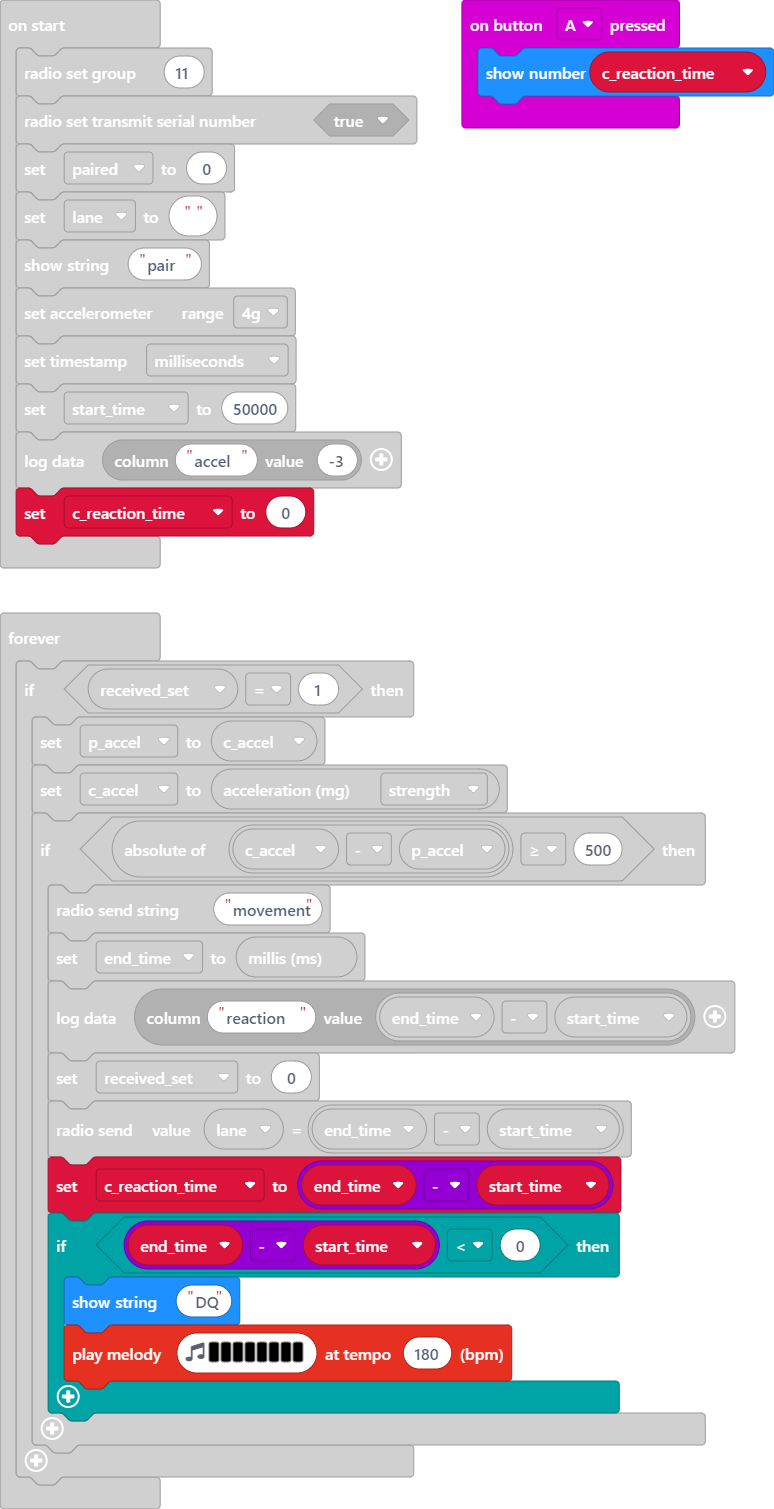 on start
radio set group 11
radio set transmit serial number true
set paired to 0
set lane to " "
show string "pair "
set accelerometer range 4g
set timestamp milliseconds
set start_time to 50000
log data column "accel " value -3
set c_reaction_time to 0
on button A pressed
show number c_reaction_time
forever
if received_set = 1 then
set p_accel to c_accel
set c_accel to acceleration (mg) strength
if absolute of c_accel - p_accel ≥ 500 then
radio send string "movement"
set end_time to millis (ms)
log data column "reaction " value end_time - start_time
set received_set to 0
radio send value lane = end_time - start_time
set c_reaction_time to end_time - start_time
if end_time - start_time < 0 then
show string "DQ"
play melody at tempo 180 (bpm)